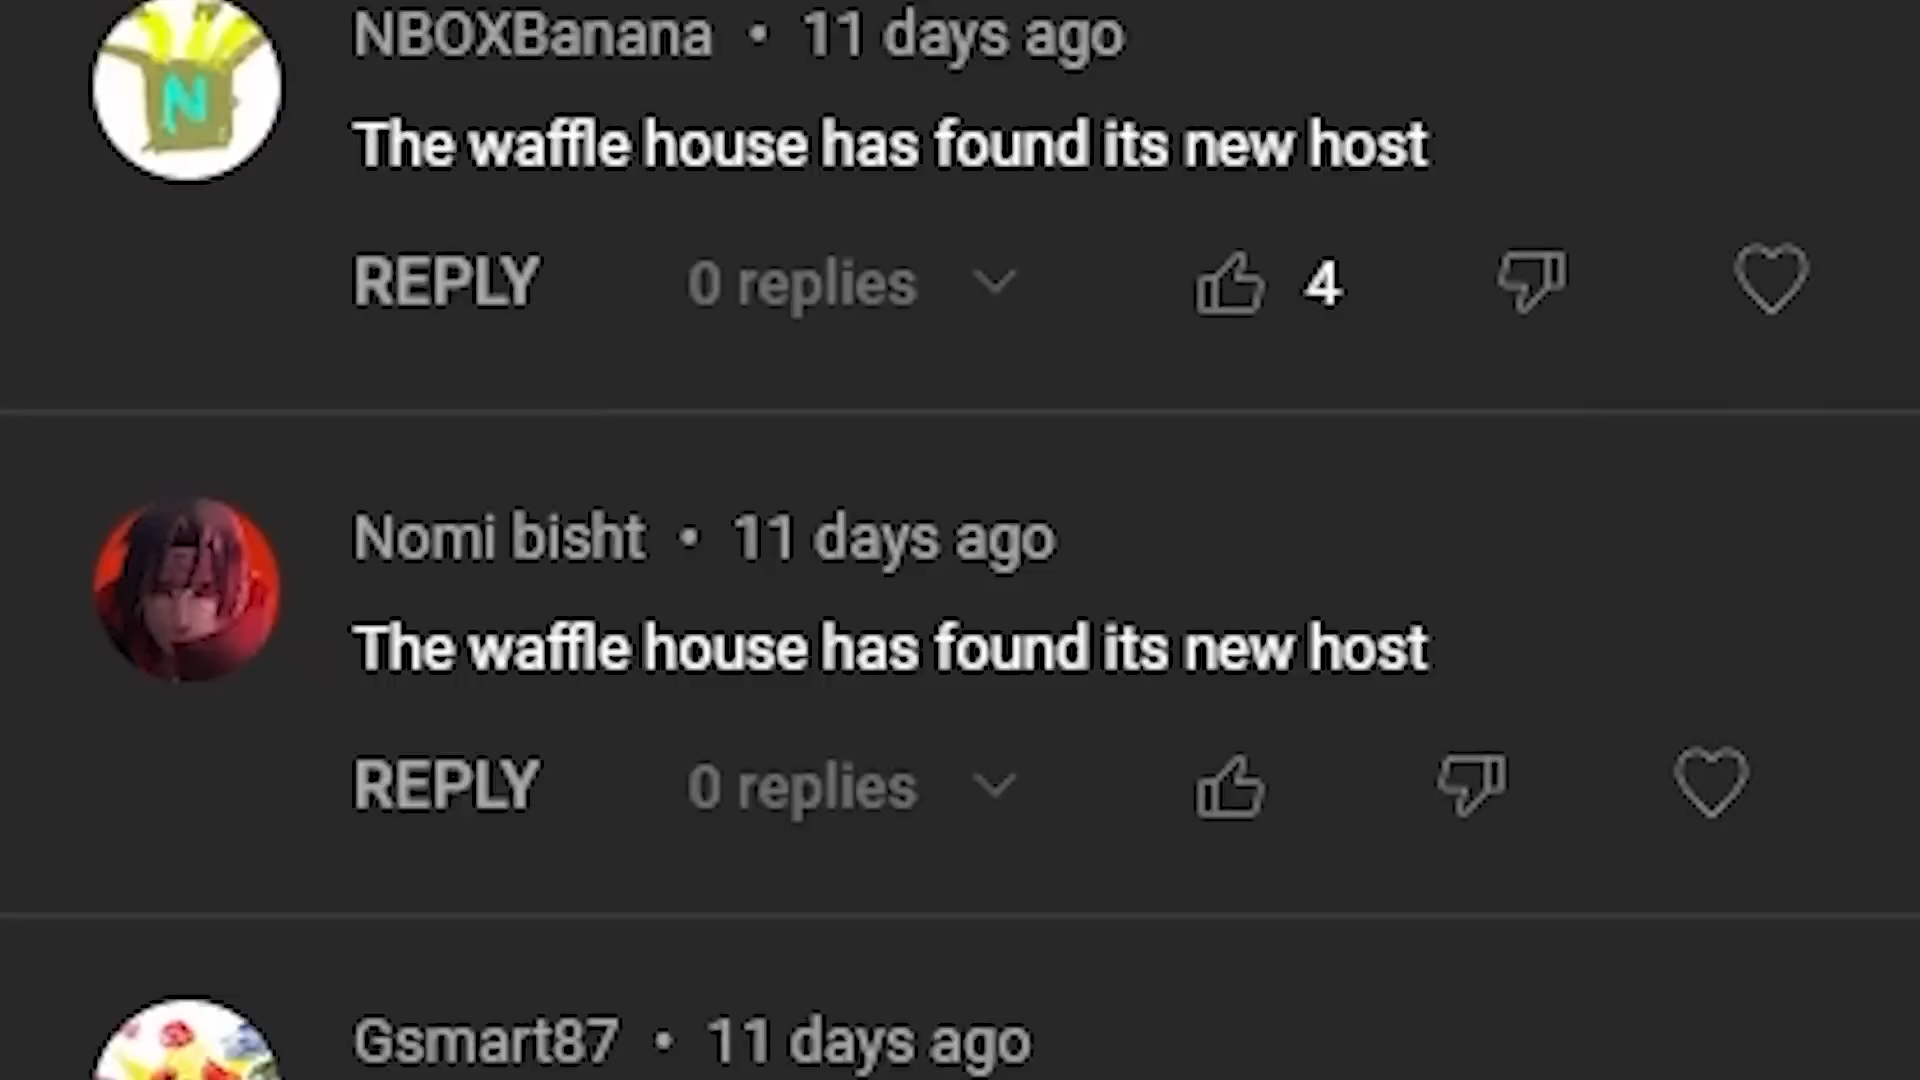 NBOXBanana • 11 days ago
N
The waffle house has found its new host
REPLY 0 replies 4
Nomi bisht • 11 days ago
The waffle house has found its new host
REPLY 0 replies
Gsmart87 • 11 days ago